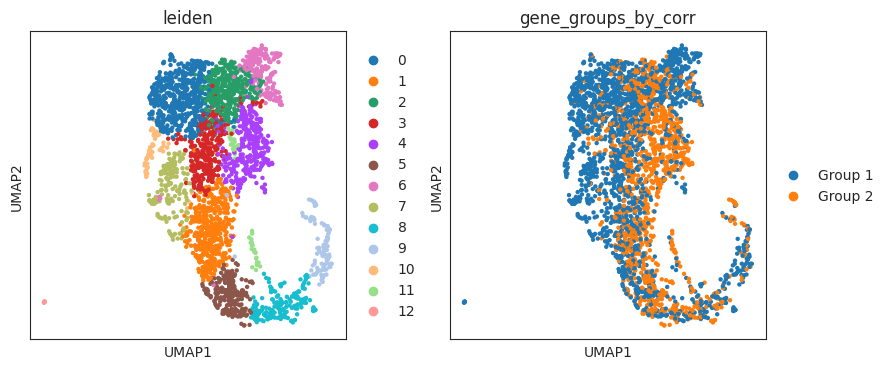 leiden
UMAP2
UMAP1
0
1
2
3
4
5
6
7
8
9
10
11
12
gene_groups_by_corr
UMAP2
UMAP1
Group 1
Group 2